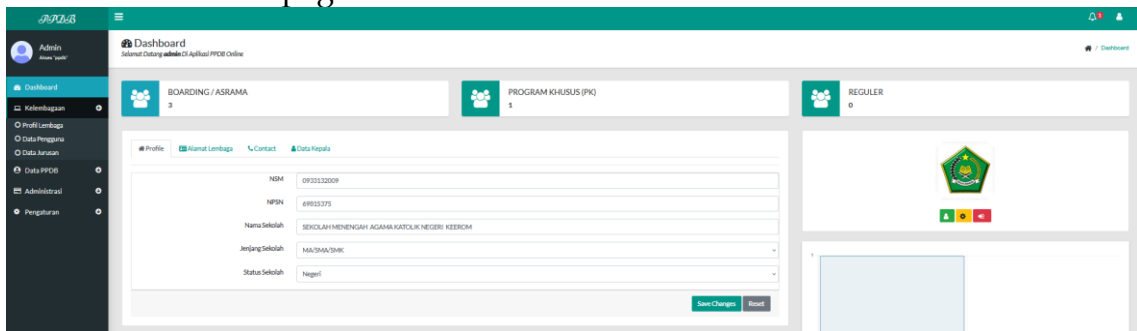 PPDB
1
Admin
Dashboard
Selamat Datang admin Di Aplikasi PPDB Online
/ Dashboard
Dashboard
Kelembagaan
Profil Lembaga
Data Pengguna
Data Jurusan
Data PPDB
Administrasi
Pengaturan
BOARDING / ASRAMA
3
PROGRAM KHUSUS (PK)
1
REGULER
0
Profile
Alamat Lembaga
Contact
Data Kepala
NSM
0933132009
NPSN
69815375
Nama Sekolah
SEKOLAH MENENGAH AGAMA KATOLIK NEGERI KEEROM
Jenjang Sekolah
MA/SMA/SMK
Status Sekolah
Negeri
Save Changes
Reset